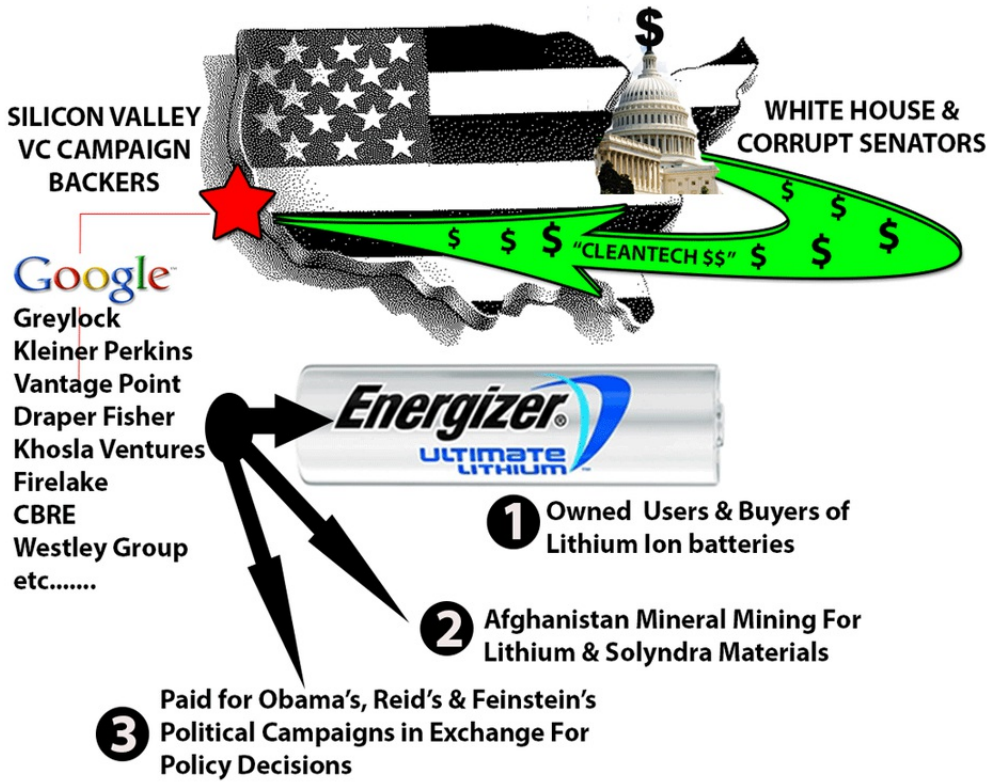 $
SILICON VALLEY
VC CAMPAIGN
BACKERS
WHITE HOUSE &
CORRUPT SENATORS
$ $ $ "CLEANTECH $$" $ $ $ $ $
Google™
Greylock
Kleiner Perkins
Vantage Point
Draper Fisher
Khosla Ventures
Firelake
CBRE
Westley Group
etc.......
Energizer®
ULTIMATE
LITHIUM™
1 Owned Users & Buyers of
Lithium Ion batteries
2 Afghanistan Mineral Mining For
Lithium & Solyndra Materials
3 Paid for Obama's, Reid's & Feinstein's
Political Campaigns in Exchange For
Policy Decisions